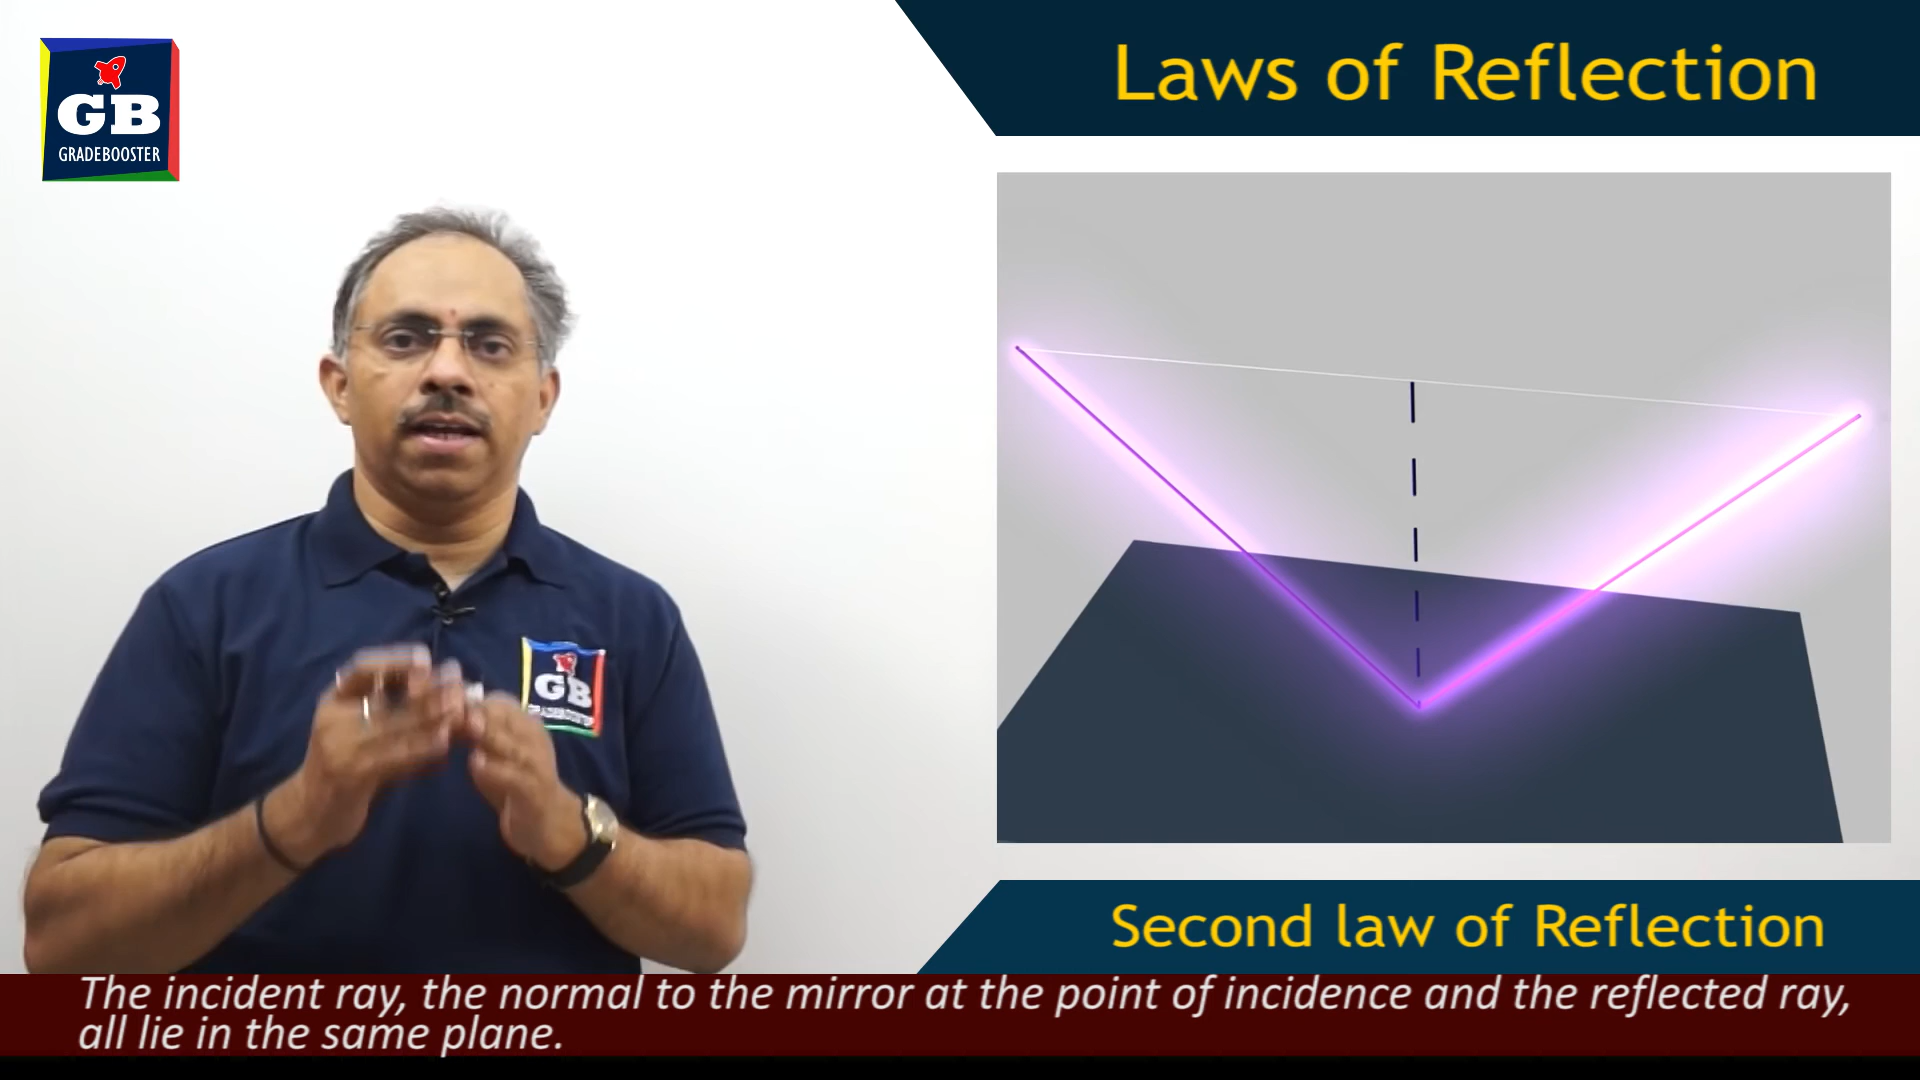 GB
GRADEBOOSTER
Laws of Reflection
GB
Second law of Reflection
The incident ray, the normal to the mirror at the point of incidence and the reflected ray,
all lie in the same plane.